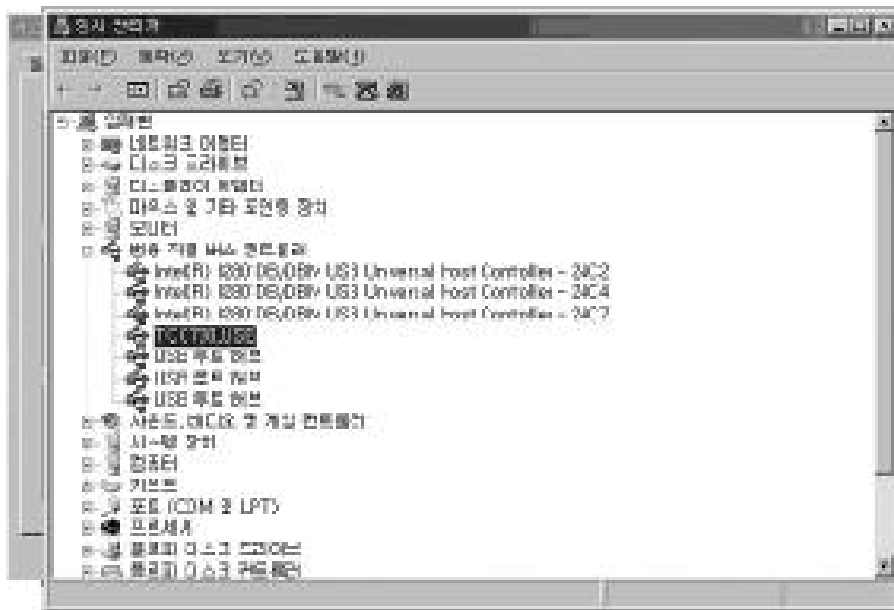 장치 관리자
파일(F) 동작(A) 보기(V) 도움말(H)
네트워크 어댑터
디스크 드라이브
디스플레이 어댑터
마우스 및 기타 포인팅 장치
모니터
범용 직렬 버스 컨트롤러
Intel(R) 82801DB/DBM USB Universal Host Controller - 24C2
Intel(R) 82801DB/DBM USB Universal Host Controller - 24C4
Intel(R) 82801DB/DBM USB Universal Host Controller - 24C7
USB 루트 허브
USB 루트 허브
USB 루트 허브
사운드, 비디오 및 게임 컨트롤러
시스템 장치
컴퓨터
키보드
포트 (COM 및 LPT)
프로세서
플로피 디스크 드라이브
플로피 디스크 컨트롤러